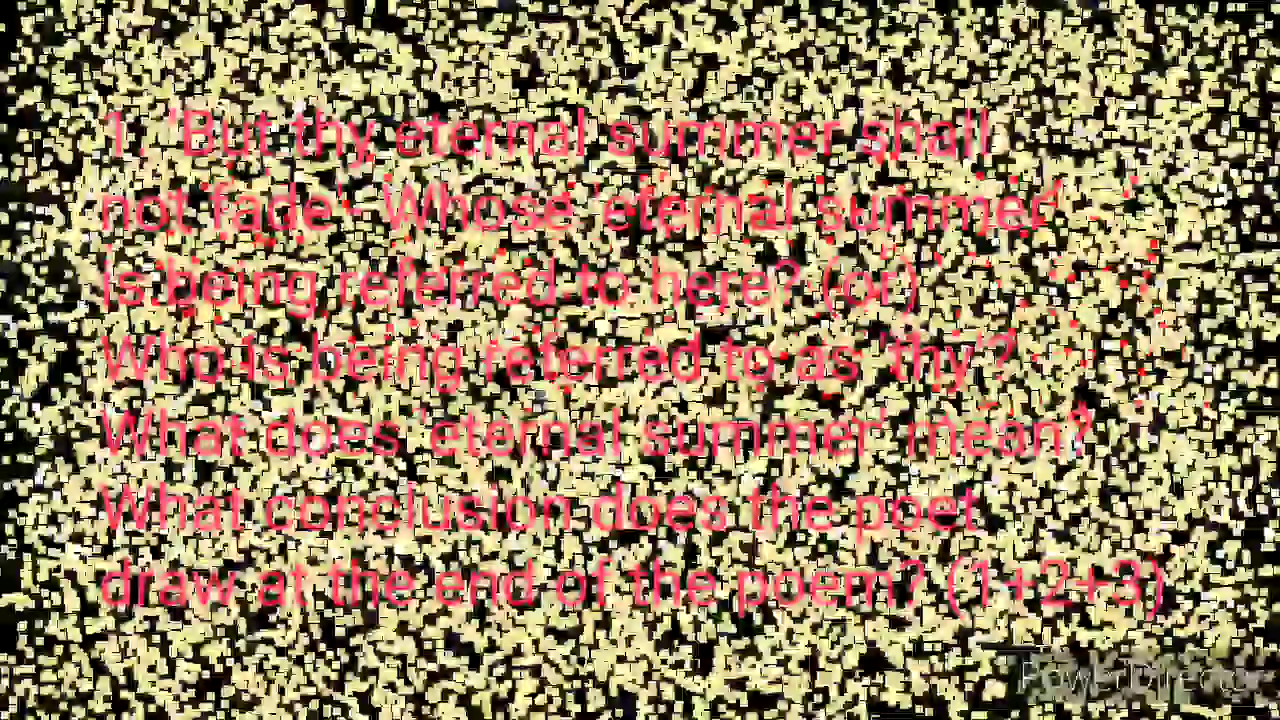 1. 'But thy eternal summer shall
not fade'- Whose 'eternal summer'
is being referred to here? (or)
Who is being referred to as 'thy'?
What does 'eternal summer' mean?
What conclusion does the poet
draw at the end of the poem? (1+2+3)
PowerDirector